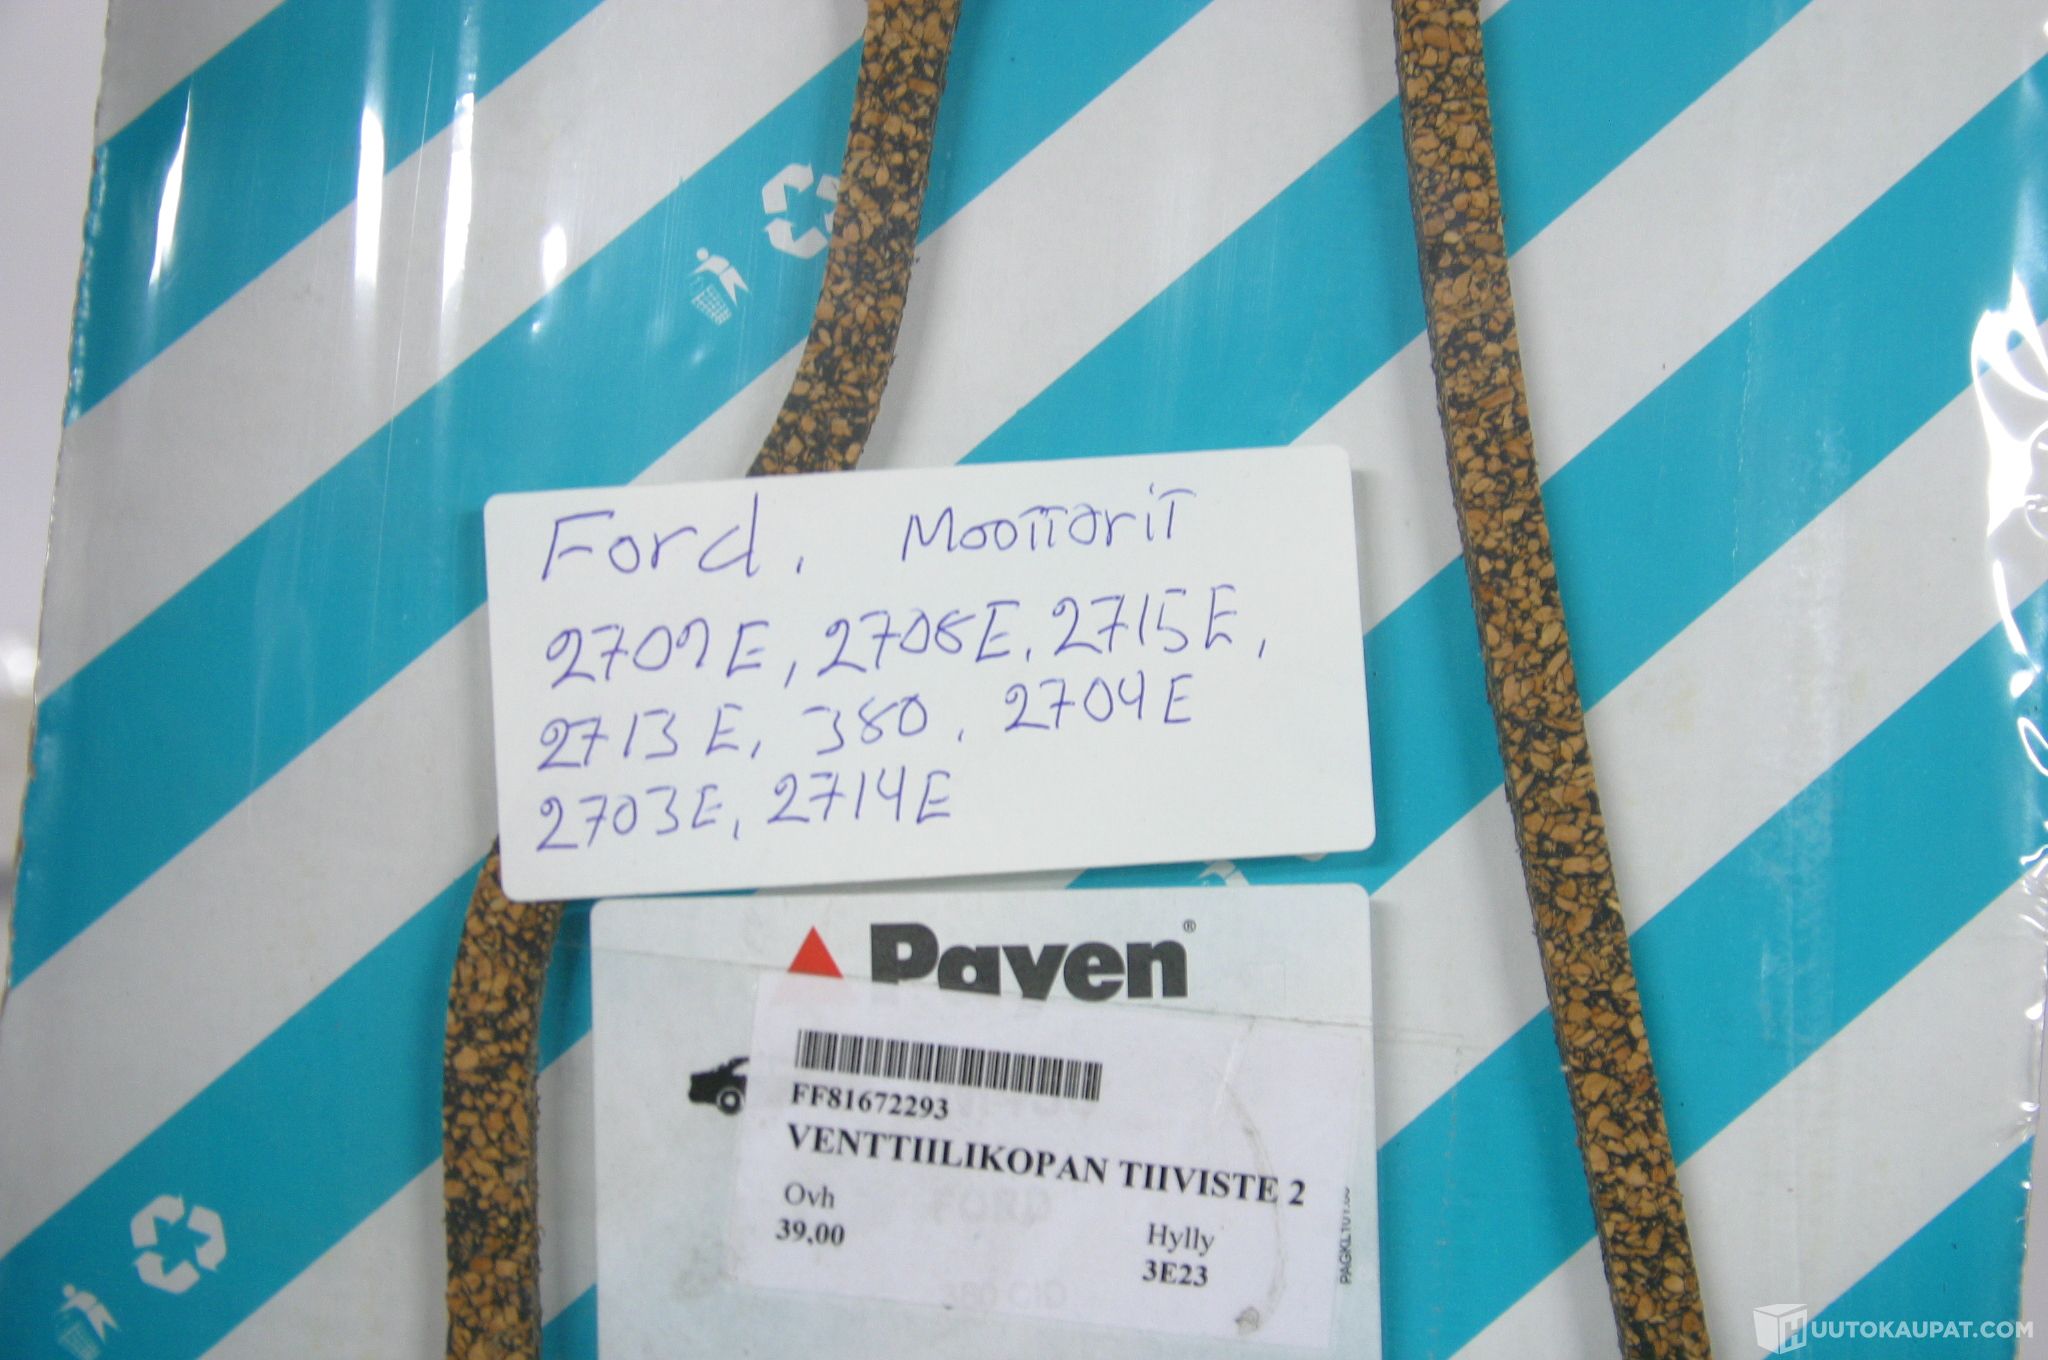 Ford, Moottorit
2709E, 2708E, 2715E,
2713E, 380, 2704E
2703E, 2714E
Payen®
FF81672293
VENTTIILIKOPAN TIIVISTE 2
Ovh
39,00
Hylly
3E23
HUUTOKAUPAT.COM